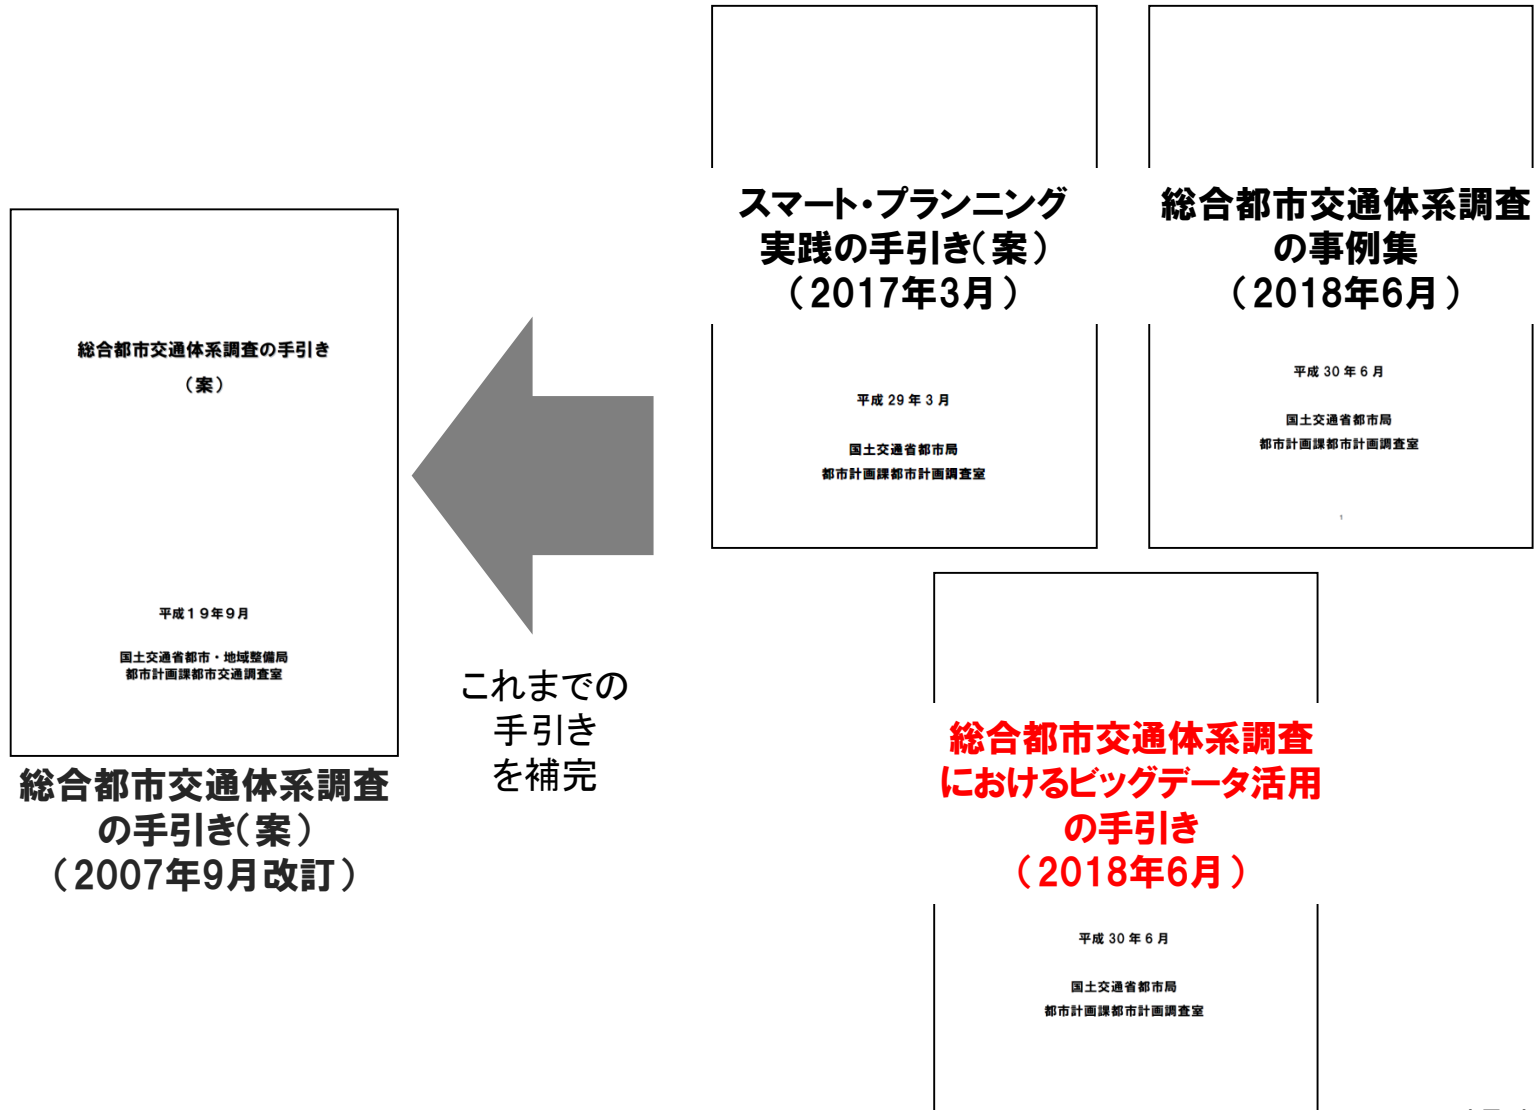 総合都市交通体系調査の手引き
（案）
平成１９年９月
国土交通省都市・地域整備局
都市計画課都市交通調査室
総合都市交通体系調査
の手引き（案）
（2007年9月改訂）
これまでの
手引き
を補完
スマート・プランニング
実践の手引き（案）
（2017年3月）
平成 29 年 3 月
国土交通省都市局
都市計画課都市計画調査室
総合都市交通体系調査
の事例集
（2018年6月）
平成 30 年 6 月
国土交通省都市局
都市計画課都市計画調査室
1
総合都市交通体系調査
におけるビッグデータ活用
の手引き
（2018年6月）
平成 30 年 6 月
国土交通省都市局
都市計画課都市計画調査室